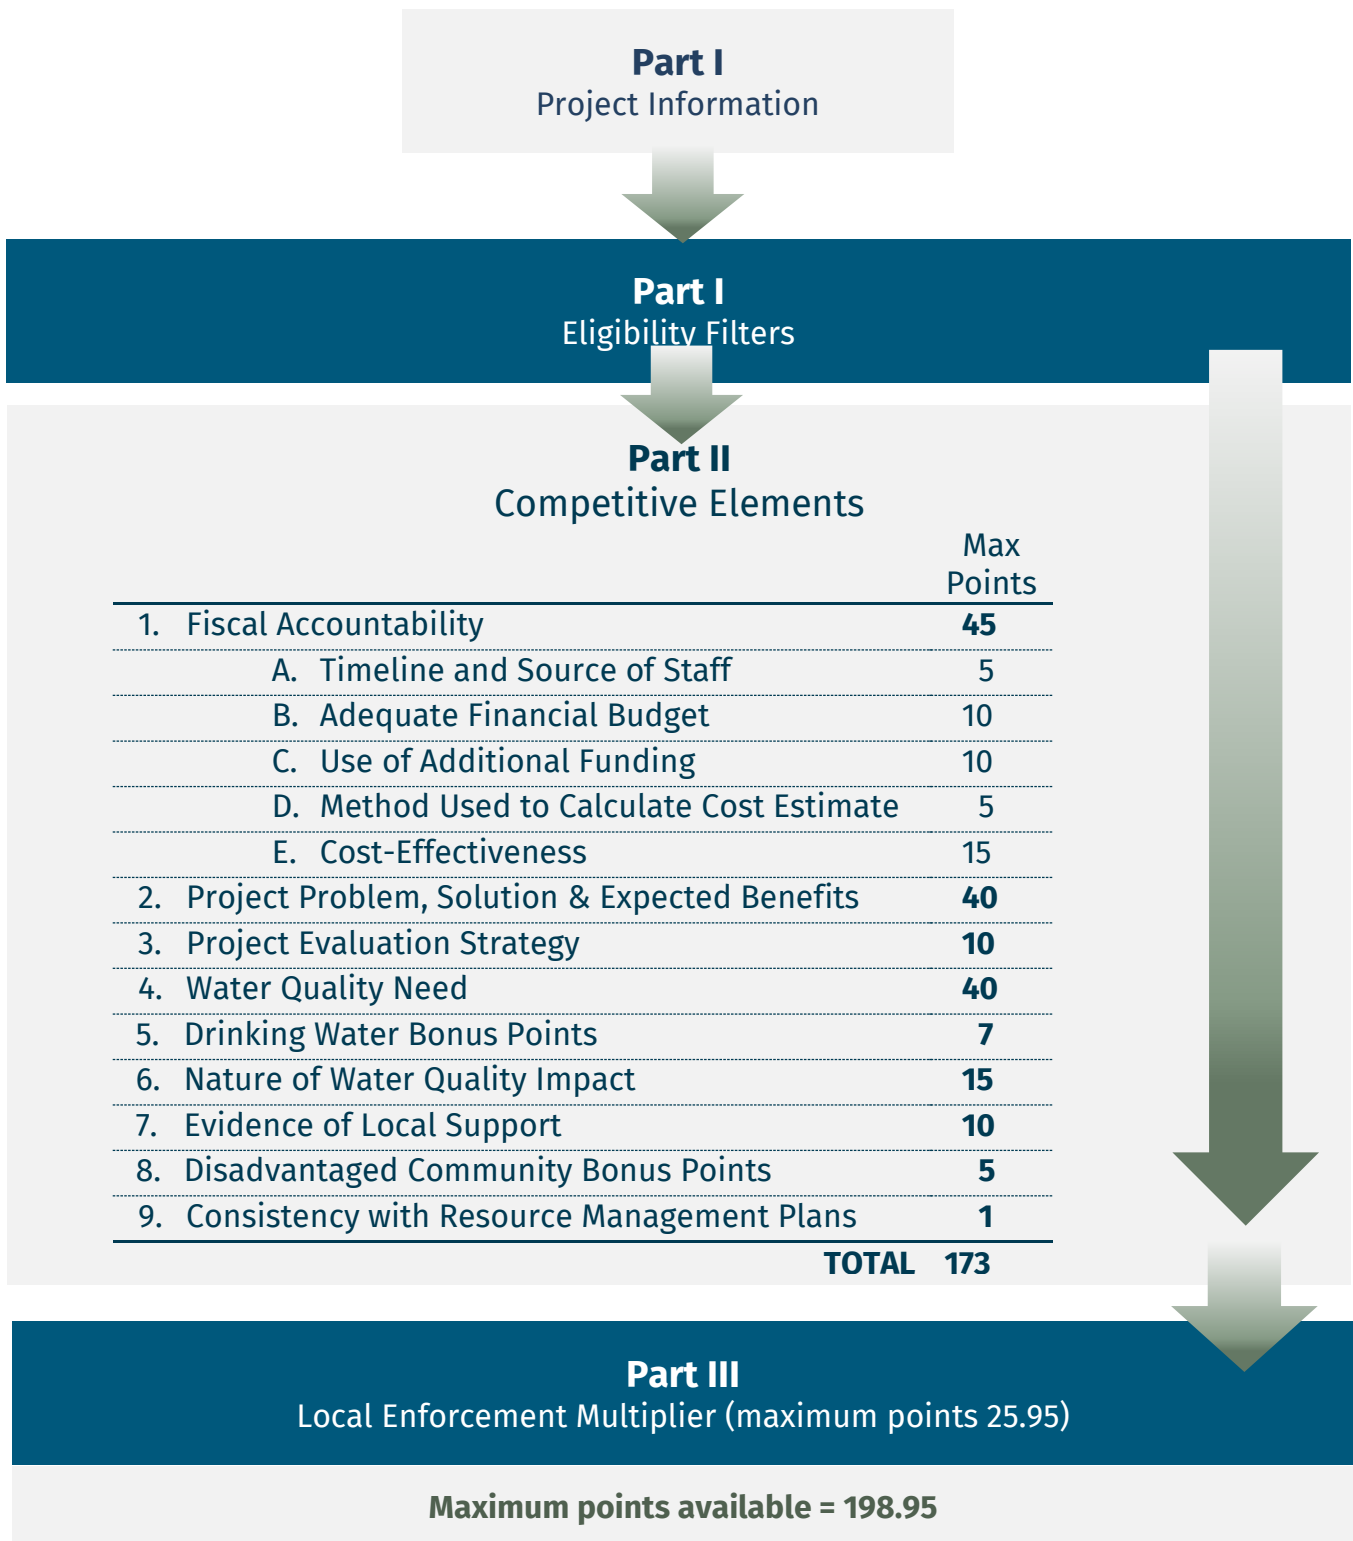 Part I
Project Information
Part I
Eligibility Filters
Part II
Competitive Elements
Max
Points
1. Fiscal Accountability 45
A. Timeline and Source of Staff 5
B. Adequate Financial Budget 10
C. Use of Additional Funding 10
D. Method Used to Calculate Cost Estimate 5
E. Cost-Effectiveness 15
2. Project Problem, Solution & Expected Benefits 40
3. Project Evaluation Strategy 10
4. Water Quality Need 40
5. Drinking Water Bonus Points 7
6. Nature of Water Quality Impact 15
7. Evidence of Local Support 10
8. Disadvantaged Community Bonus Points 5
9. Consistency with Resource Management Plans 1
TOTAL 173
Part III
Local Enforcement Multiplier (maximum points 25.95)
Maximum points available = 198.95